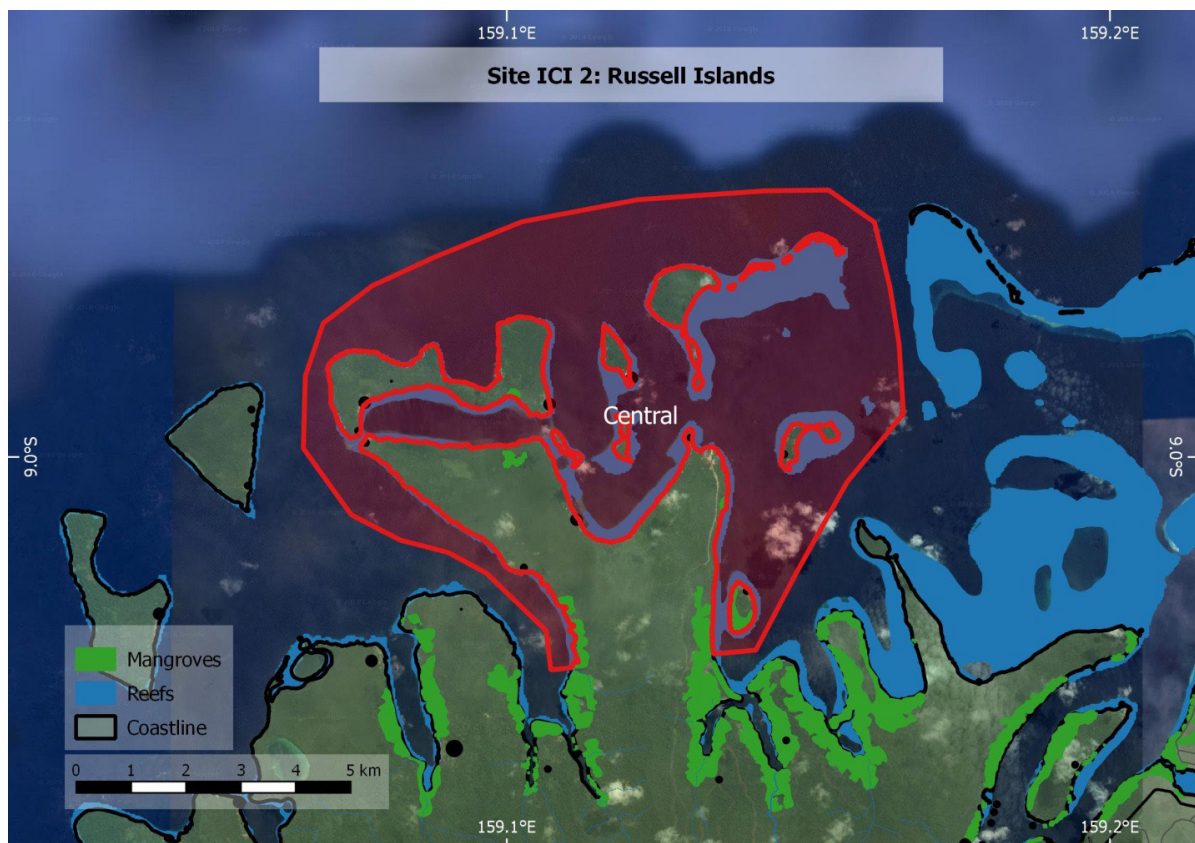 159.1°E
159.2°E
Site ICI 2: Russell Islands
Central
9.0°S
9.0°S
Mangroves
Reefs
Coastline
0 1 2 3 4 5 km
159.1°E
159.2°E